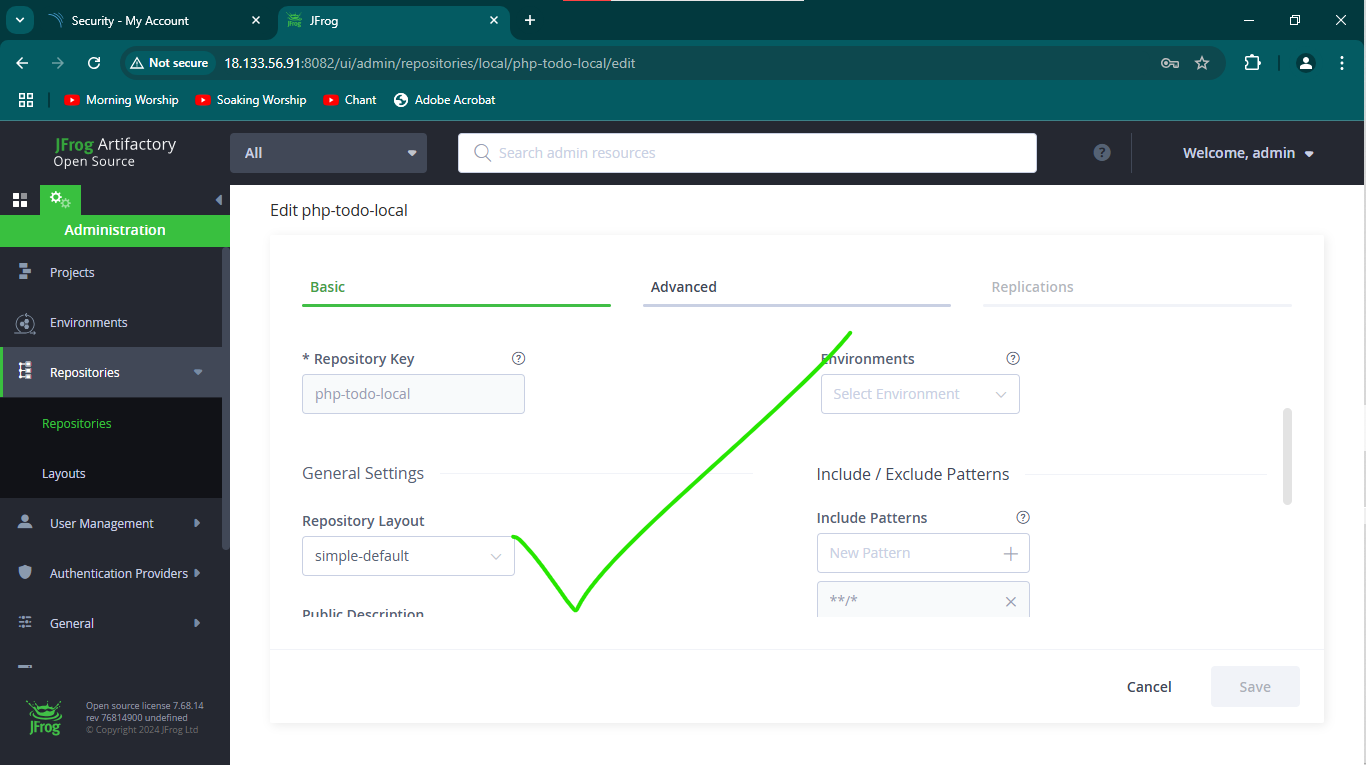 Security - My Account
JFrog
Not secure
18.133.56.91:8082/ui/admin/repositories/local/php-todo-local/edit
Morning Worship
Soaking Worship
Chant
Adobe Acrobat
JFrog Artifactory
Open Source
All
Search admin resources
?
Welcome, admin
Administration
Projects
Environments
Repositories
Repositories
Layouts
User Management
Authentication Providers
General
JFrog
Open source license 7.68.14
rev 76814900 undefined
© Copyright 2024 JFrog Ltd
Edit php-todo-local
Basic
Advanced
Replications
* Repository Key ?
php-todo-local
Environments ?
Select Environment
General Settings
Repository Layout
simple-default
Public Description
Include / Exclude Patterns
Include Patterns ?
New Pattern
**/*
Cancel
Save